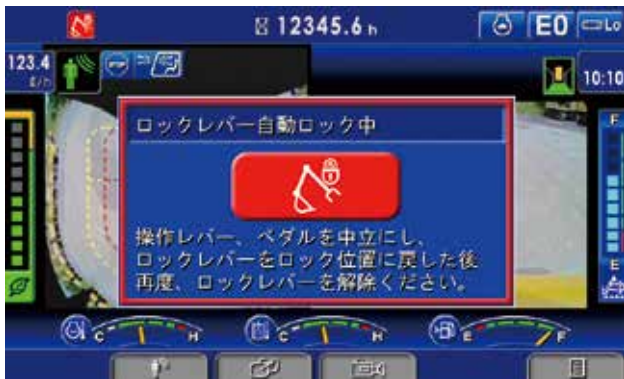 12345.6 h
E0
Lo
123.4
10:10
ロックレバー自動ロック中
操作レバー、ペダルを中立にし、
ロックレバーをロック位置に戻した後
再度、ロックレバーを解除ください。
F
E
C H
C H
E F